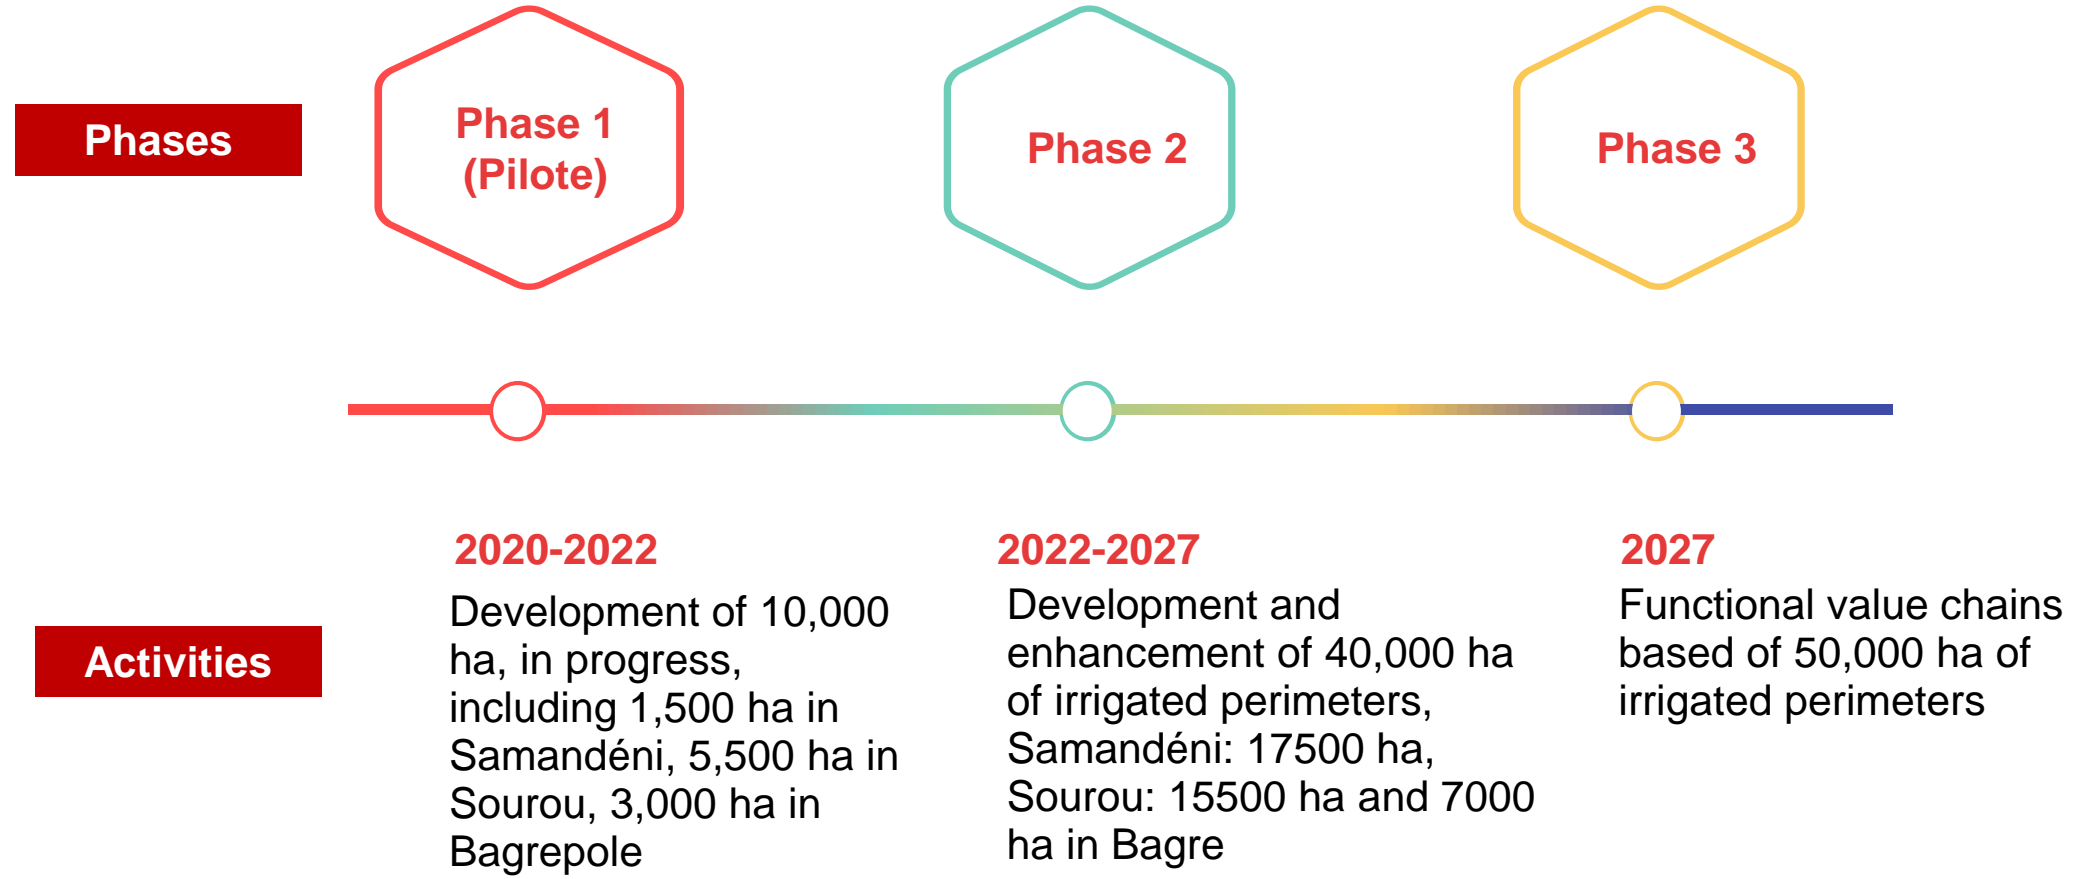 Phases
Phase 1
(Pilote)
Phase 2
Phase 3
Activities
2020-2022
Development of 10,000
ha, in progress,
including 1,500 ha in
Samandéni, 5,500 ha in
Sourou, 3,000 ha in
Bagrepole
2022-2027
Development and
enhancement of 40,000 ha
of irrigated perimeters,
Samandéni: 17500 ha,
Sourou: 15500 ha and 7000
ha in Bagre
2027
Functional value chains
based of 50,000 ha of
irrigated perimeters